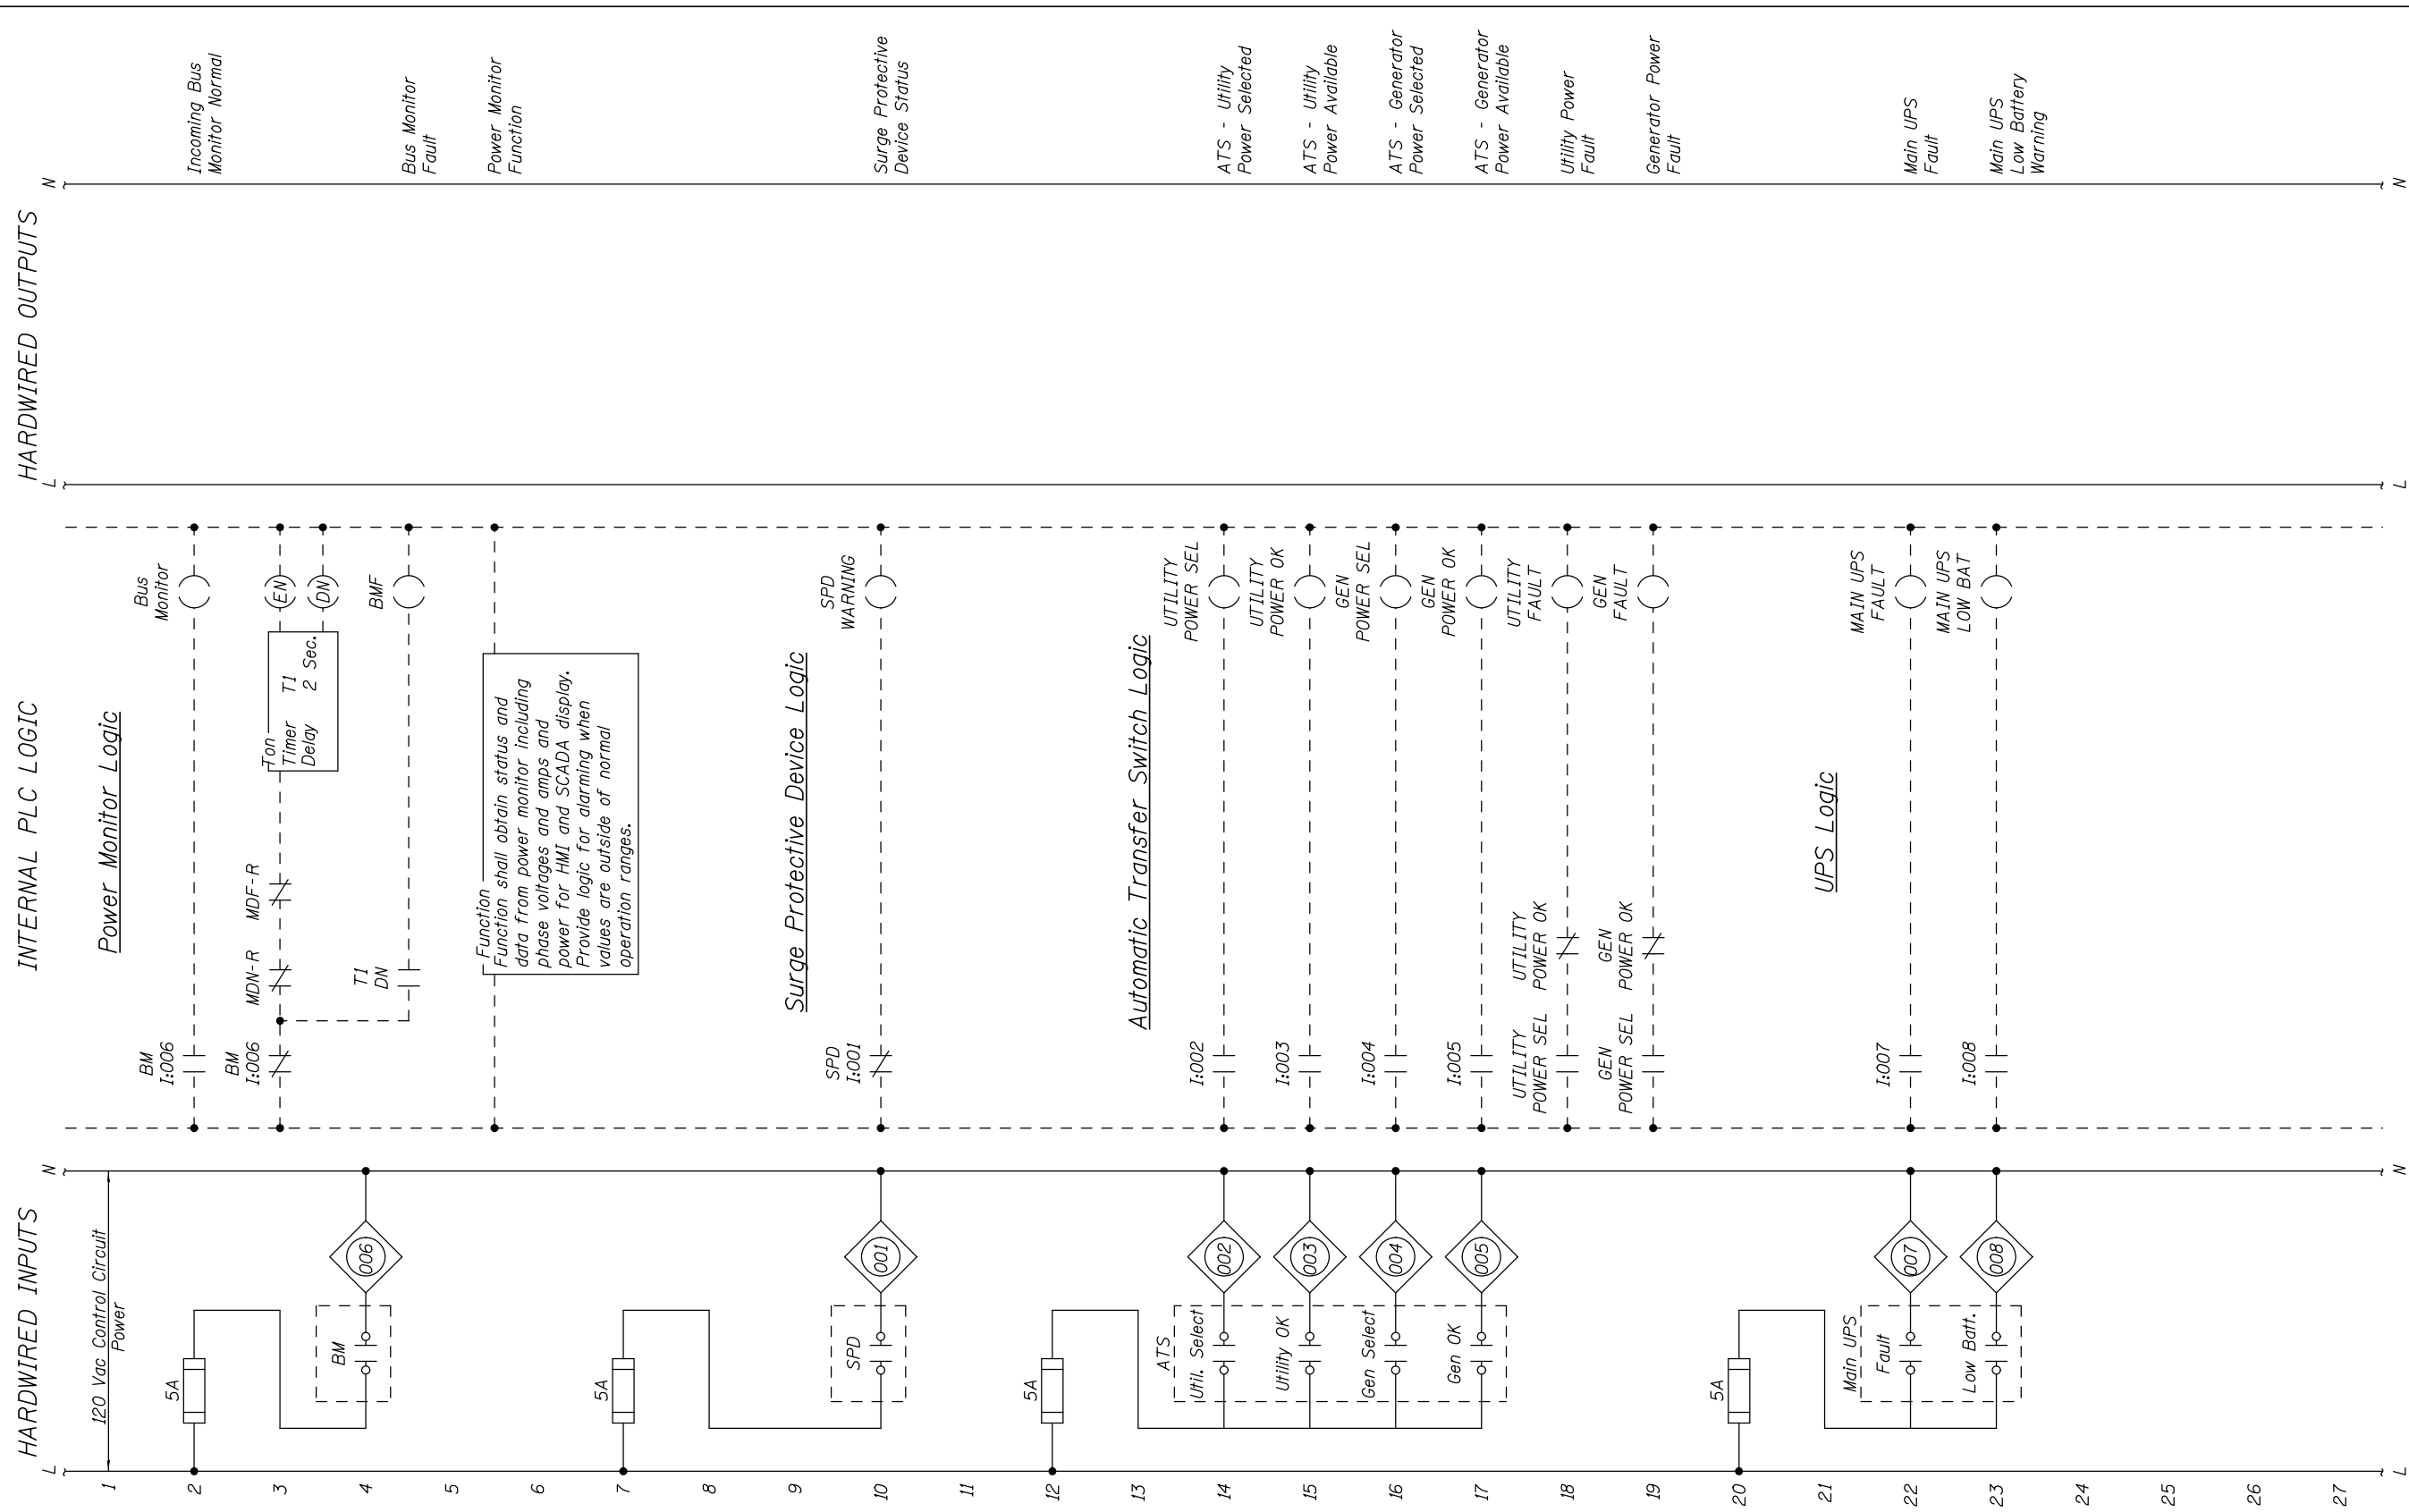 HARDWIRED INPUTS
INTERNAL PLC LOGIC
HARDWIRED OUTPUTS
L
N
L
N
1
120 Vac Control Circuit
Power
Power Monitor Logic
2
5A
BM
I:006
Bus
Monitor
Incoming Bus
Monitor Normal
3
BM
I:006
MDN-R
MDF-R
Ton
Timer T1
Delay 2 Sec.
EN
DN
4
BM
006
T1
DN
BMF
Bus Monitor
Fault
5
Function
Function shall obtain status and
data from power monitor including
phase voltages and amps and
power for HMI and SCADA display.
Provide logic for alarming when
values are outside of normal
operation ranges.
Power Monitor
Function
6
7
5A
8
9
Surge Protective Device Logic
10
SPD
001
SPD
I:001
SPD
WARNING
Surge Protective
Device Status
11
12
5A
13
Automatic Transfer Switch Logic
ATS
14
Util. Select
002
I:002
UTILITY
POWER SEL
ATS - Utility
Power Selected
15
Utility OK
003
I:003
UTILITY
POWER OK
ATS - Utility
Power Available
16
Gen Select
004
I:004
GEN
POWER SEL
ATS - Generator
Power Selected
17
Gen OK
005
I:005
GEN
POWER OK
ATS - Generator
Power Available
18
UTILITY
POWER SEL
UTILITY
POWER OK
UTILITY
FAULT
Utility Power
Fault
19
GEN
POWER SEL
GEN
POWER OK
GEN
FAULT
Generator Power
Fault
20
5A
21
UPS Logic
Main UPS
22
Fault
007
I:007
MAIN UPS
FAULT
Main UPS
Fault
23
Low Batt.
008
I:008
MAIN UPS
LOW BAT
Main UPS
Low Battery
Warning
24
25
26
27
L
N
L
N